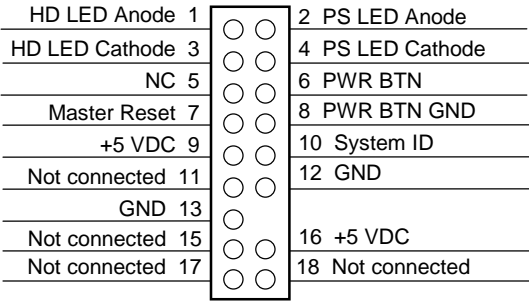 HD LED Anode 1 2 PS LED Anode
HD LED Cathode 3 4 PS LED Cathode
NC 5 6 PWR BTN
Master Reset 7 8 PWR BTN GND
+5 VDC 9 10 System ID
Not connected 11 12 GND
GND 13
Not connected 15 16 +5 VDC
Not connected 17 18 Not connected